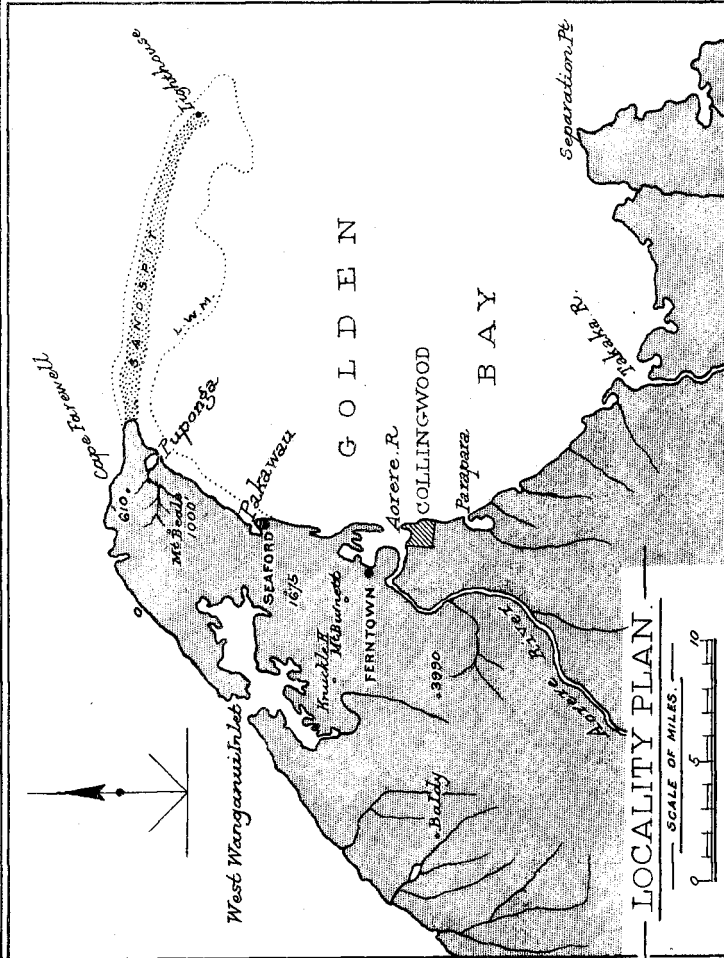 Lighthouse
SAND SPIT
Cape Farewell
L.W.M.
Puponga
610
Mt Beale
1000
Pakawau
SEAFORD
1675
GOLDEN
BAY
Separation Pt
West Wanganui Inlet
Knuckle H
Mt Burnett
FERNTOWN
Aorere. R
COLLINGWOOD
Parapara
Takaka R.
.3990
Baldy
Aorere River
LOCALITY PLAN.
SCALE OF MILES.
0 5 10